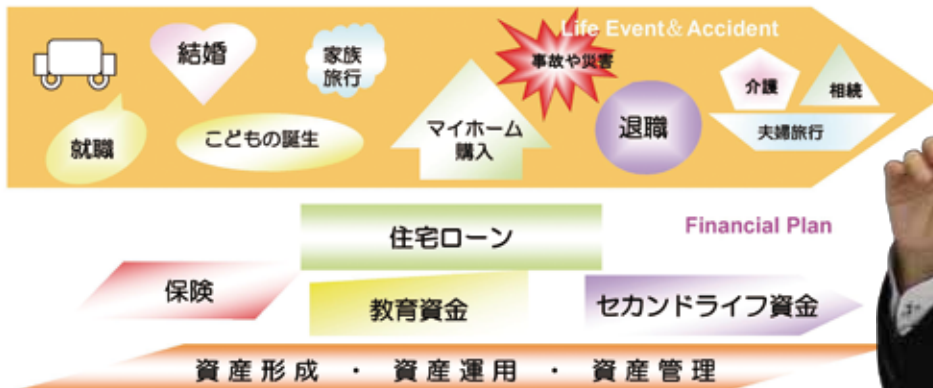 Life Event & Accident
結婚
家族
旅行
事故や災害
介護
相続
就職
こどもの誕生
マイホーム
購入
退職
夫婦旅行
Financial Plan
住宅ローン
保険
教育資金
セカンドライフ資金
資産形成 ・ 資産運用 ・ 資産管理